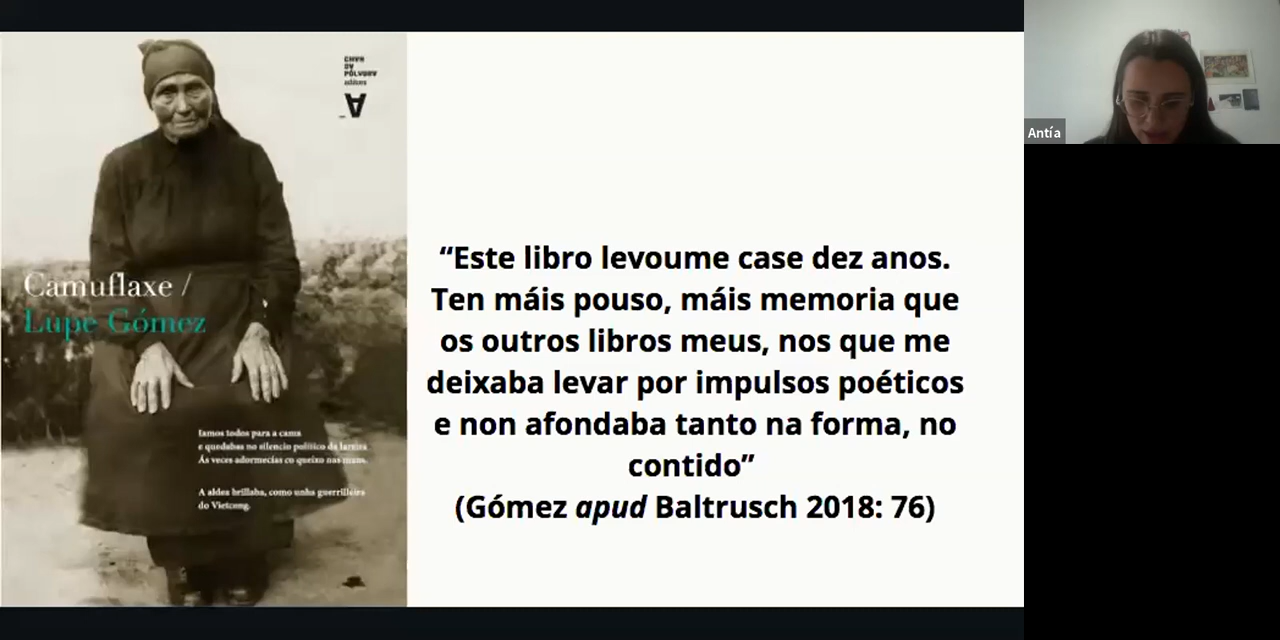 CHAN
DA
PÓLVORA
editora
Camuflaxe /
Lupe Gómez
Iamos todos para a cama
e quedabas no silencio político da lareira
Ás veces adormecías co queixo nas mans.
A aldea brillaba, como unha guerrilleira
do Vietcong.
“Este libro levoume case dez anos.
Ten máis pouso, máis memoria que
os outros libros meus, nos que me
deixaba levar por impulsos poéticos
e non afondaba tanto na forma, no
contido”
(Gómez apud Baltrusch 2018: 76)
Antía